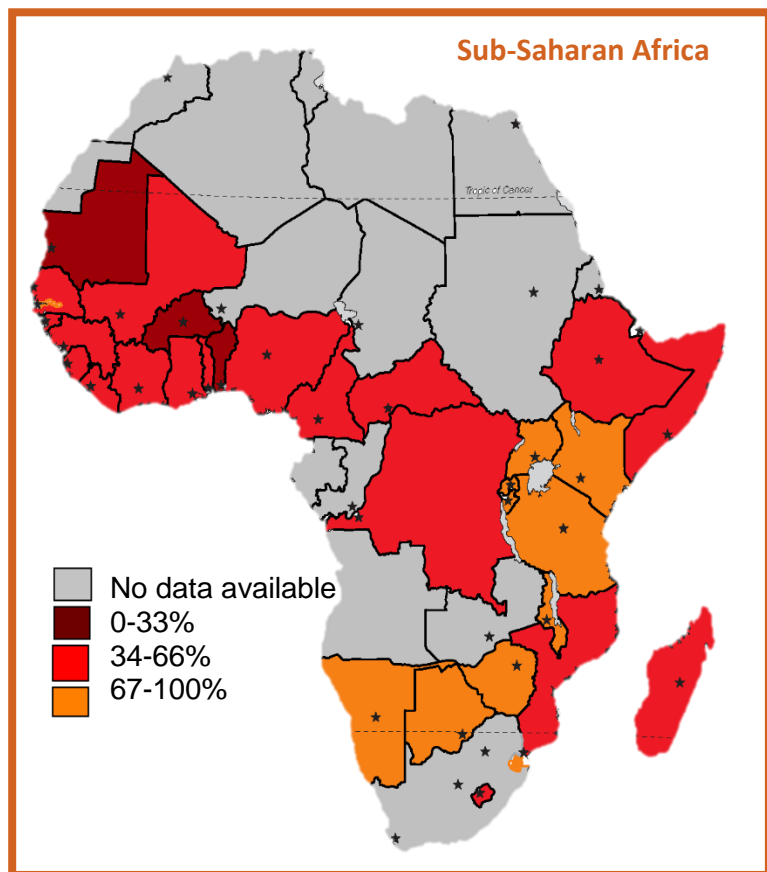 Sub-Saharan Africa
Tropic of Cancer
No data available
0-33%
34-66%
67-100%